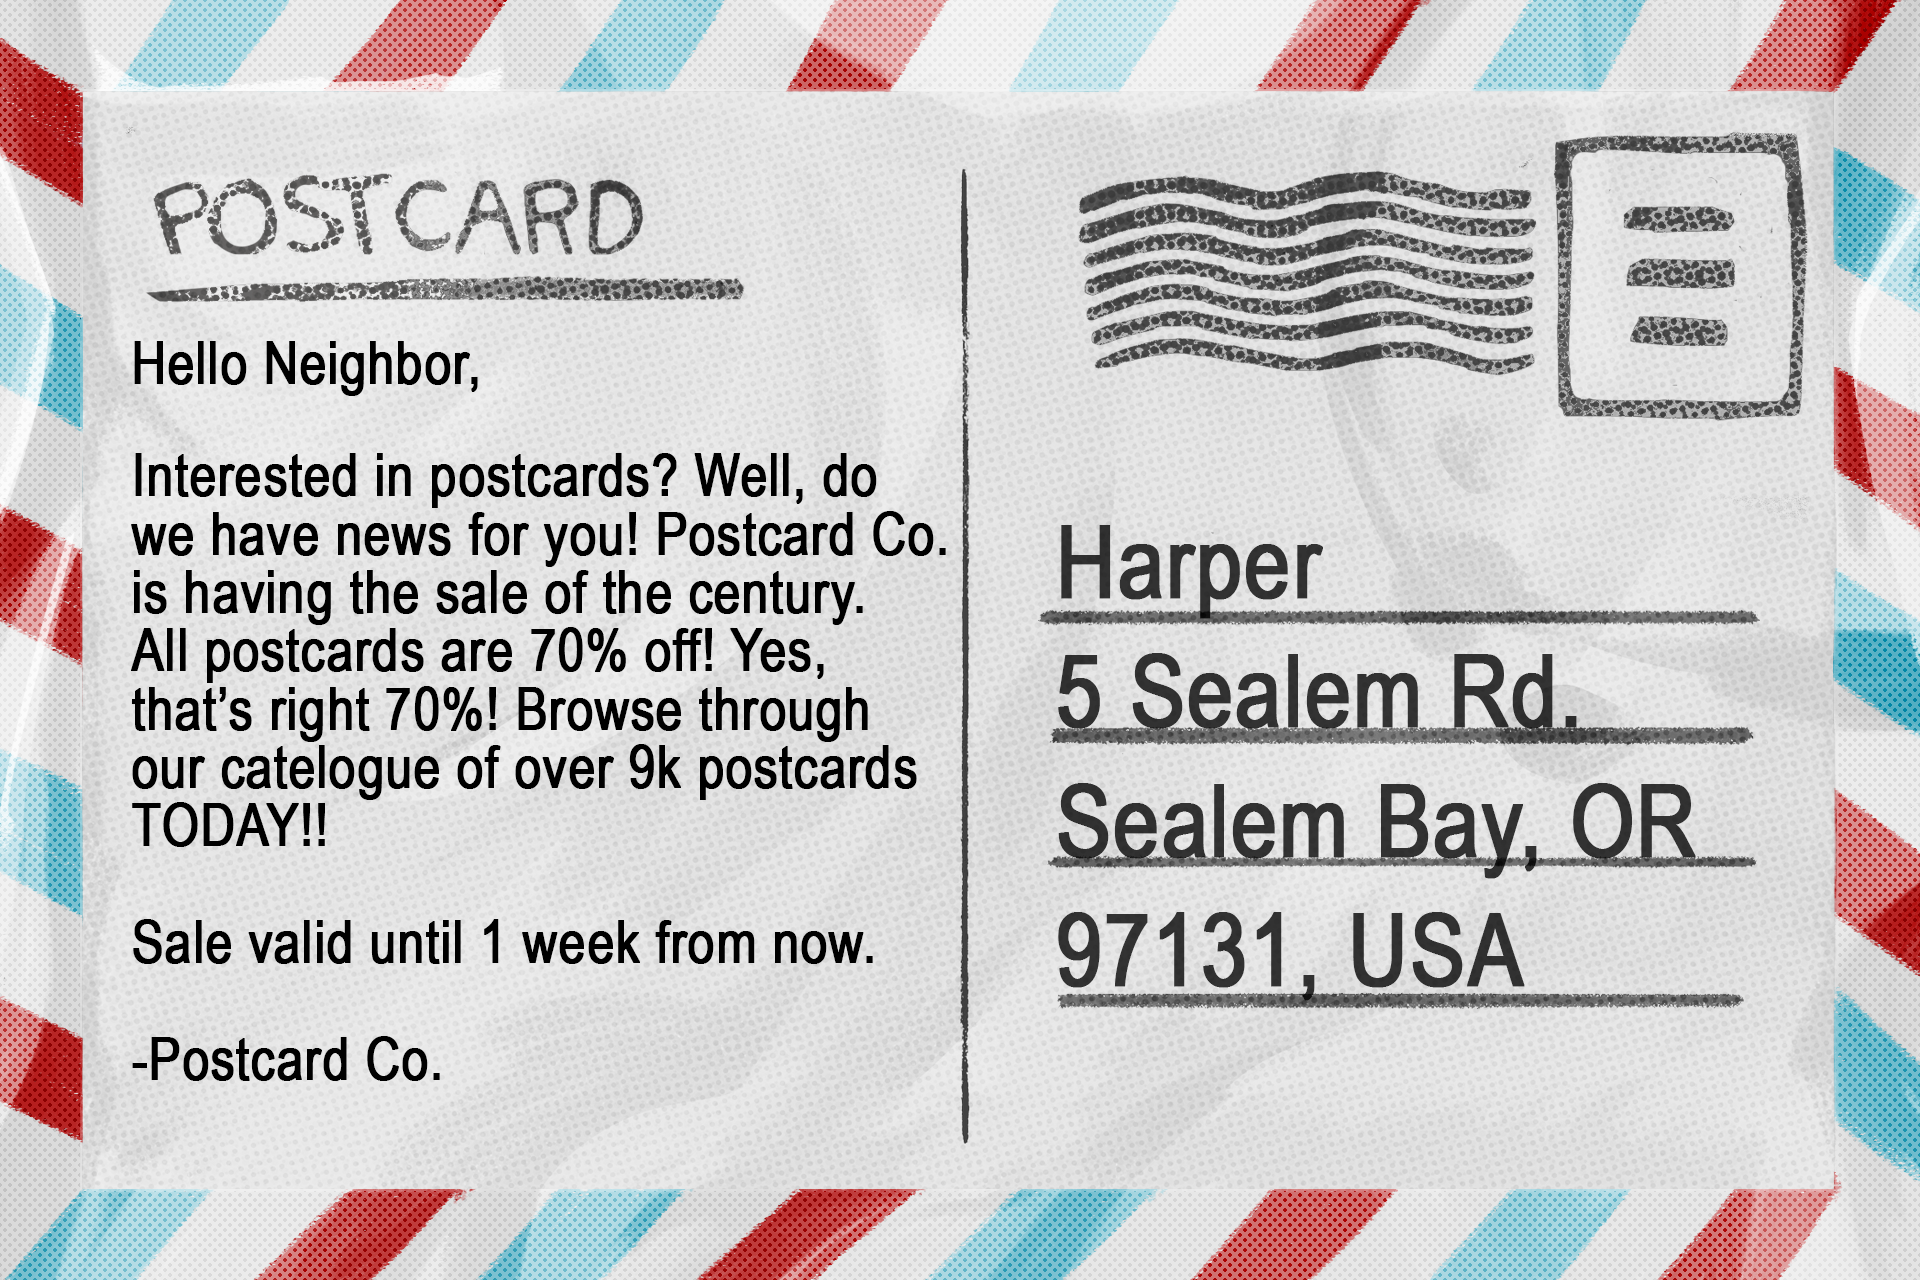 POSTCARD
Hello Neighbor,
Interested in postcards? Well, do
we have news for you! Postcard Co.
is having the sale of the century.
All postcards are 70% off! Yes,
that’s right 70%! Browse through
our catelogue of over 9k postcards
TODAY!!
Sale valid until 1 week from now.
-Postcard Co.
Harper
5 Sealem Rd.
Sealem Bay, OR
97131, USA